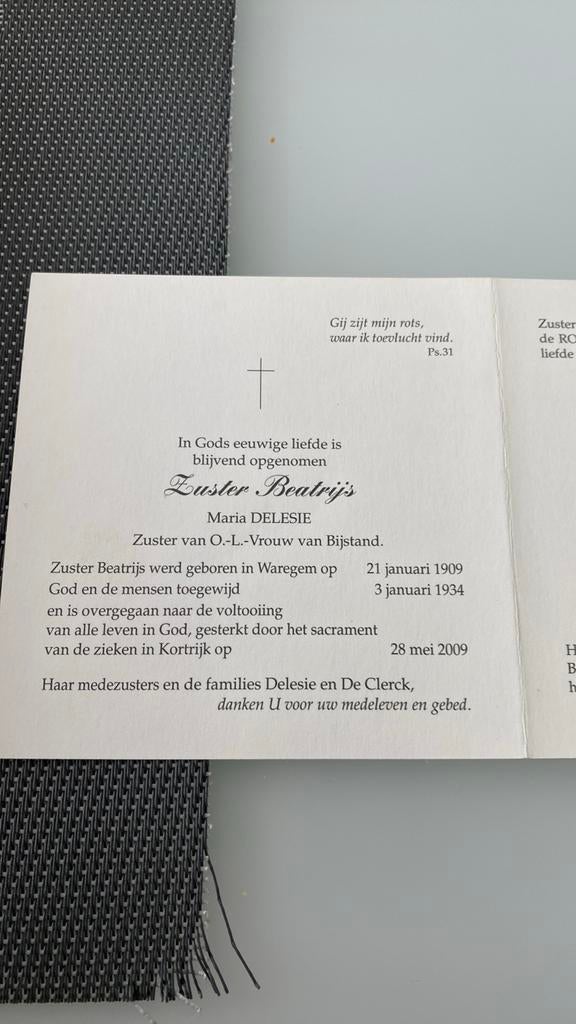 Gij zijt mijn rots,
waar ik toevlucht vind.
Ps.31
In Gods eeuwige liefde is
blijvend opgenomen
Zuster Beatrijs
Maria DELESIE
Zuster van O.-L.-Vrouw van Bijstand.
Zuster Beatrijs werd geboren in Waregem op 21 januari 1909
God en de mensen toegewijd 3 januari 1934
en is overgegaan naar de voltooiing
van alle leven in God, gesterkt door het sacrament
van de zieken in Kortrijk op 28 mei 2009
Haar medezusters en de families Delesie en De Clerck,
danken U voor uw medeleven en gebed.
Zuster
de RO
liefde
H
B
h